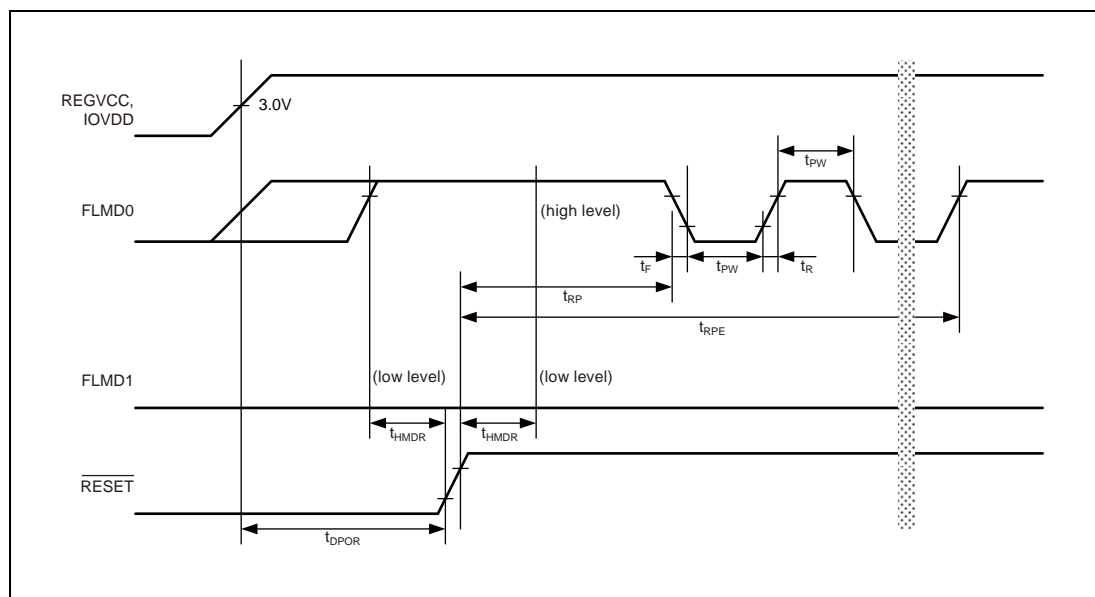 REGVCC,
IOVDD
3.0V
tPW
FLMD0
(high level)
tF
tPW
tR
tRP
tRPE
FLMD1
(low level)
(low level)
tHMDR
tHMDR
RESET
tDPOR